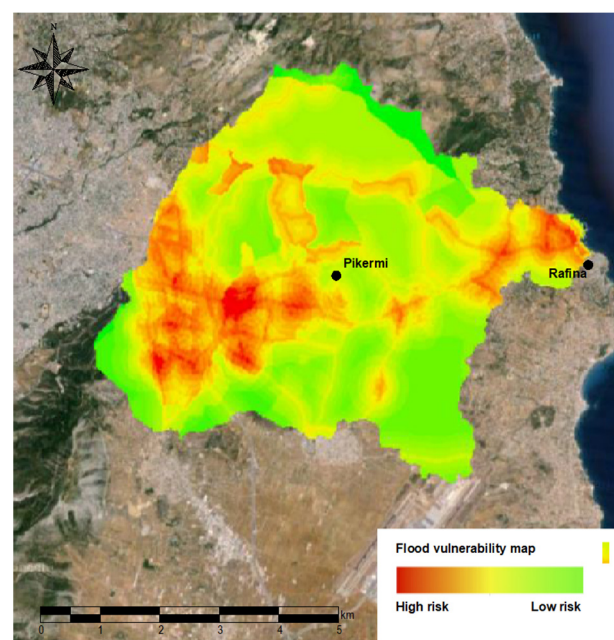 N
Pikermi
Rafina
Flood vulnerability map
High risk Low risk
km
0 1 2 3 4 5